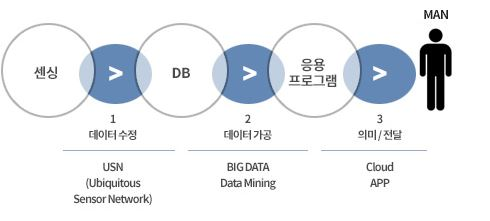 MAN
센싱
>
DB
>
응용
프로그램
>
1
데이터 수정
2
데이터 가공
3
의미 / 전달
USN
(Ubiquitous
Sensor Network)
BIG DATA
Data Mining
Cloud
APP